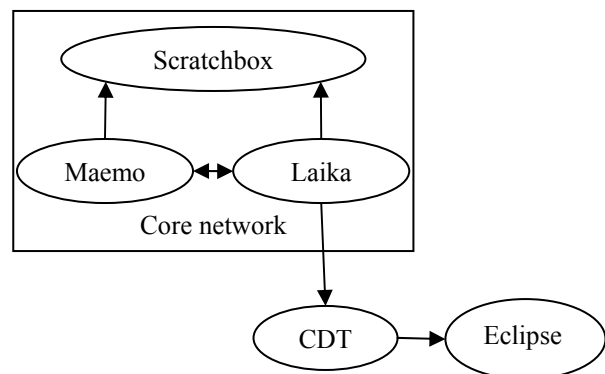 Scratchbox
Maemo
Laika
Core network
CDT
Eclipse